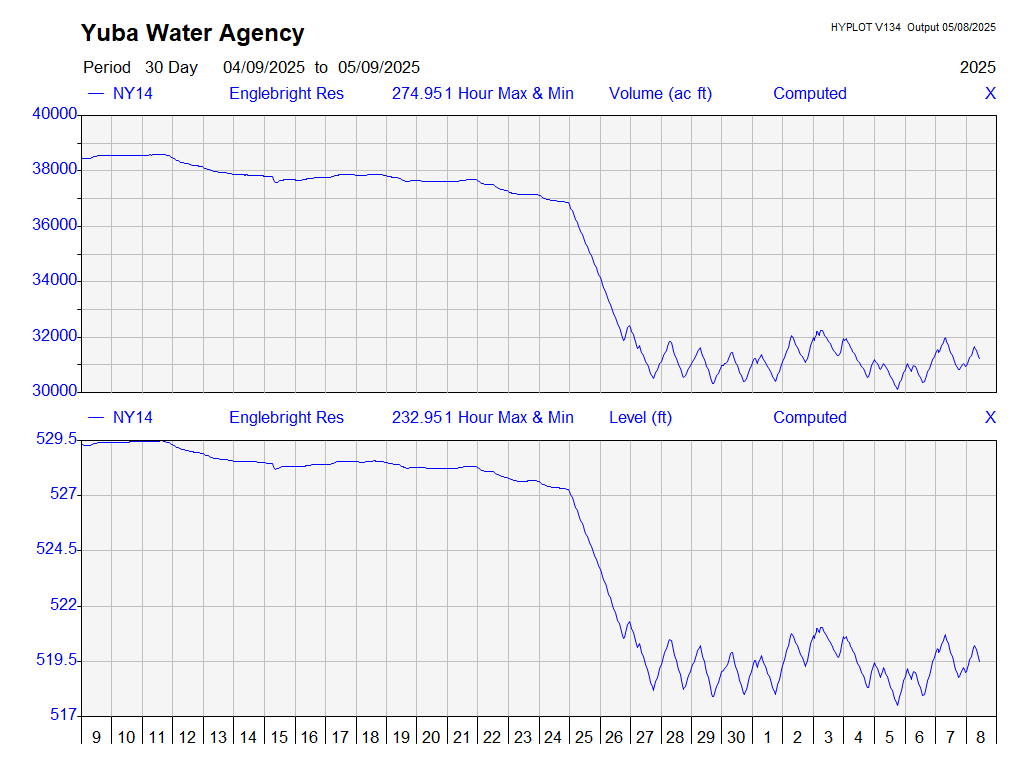 Yuba Water Agency
HYPLOT V134 Output 05/08/2025
Period 30 Day 04/09/2025 to 05/09/2025 2025
NY14 Englebright Res 274.951 Hour Max & Min Volume (ac ft) Computed X
40000
38000
36000
34000
32000
30000
NY14 Englebright Res 232.951 Hour Max & Min Level (ft) Computed X
529.5
527
524.5
522
519.5
517
9 10 11 12 13 14 15 16 17 18 19 20 21 22 23 24 25 26 27 28 29 30 1 2 3 4 5 6 7 8